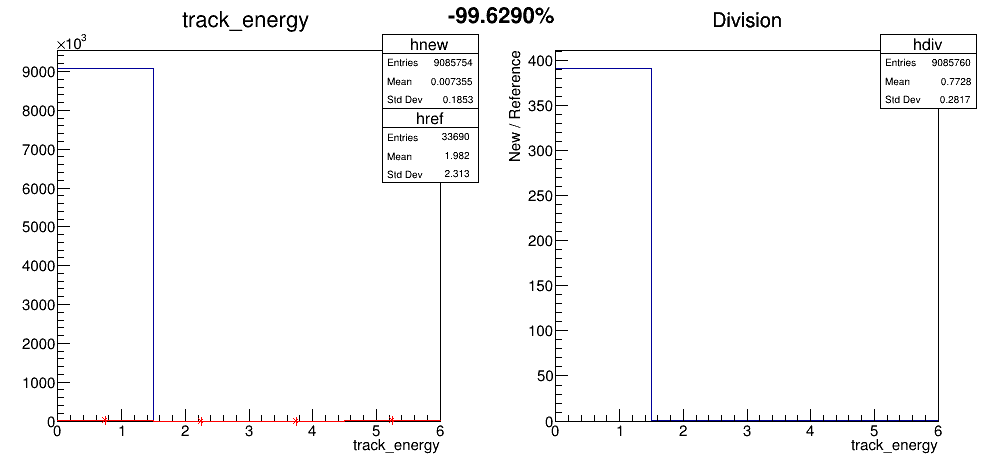 track_energy
-99.6290%
Division
×10³
hnew
Entries 9085754
Mean 0.007355
Std Dev 0.1853
href
Entries 33690
Mean 1.982
Std Dev 2.313
9000
8000
7000
6000
5000
4000
3000
2000
1000
0
0 1 2 3 4 5 6
track_energy
hdiv
Entries 9085760
Mean 0.7728
Std Dev 0.2817
New / Reference
400
350
300
250
200
150
100
50
0
0 1 2 3 4 5 6
track_energy